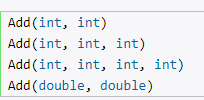 Add(int, int)
Add(int, int, int)
Add(int, int, int, int)
Add(double, double)